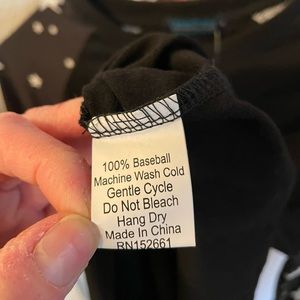 100% Baseball
Machine Wash Cold
Gentle Cycle
Do Not Bleach
Hang Dry
Made In China
RN152661